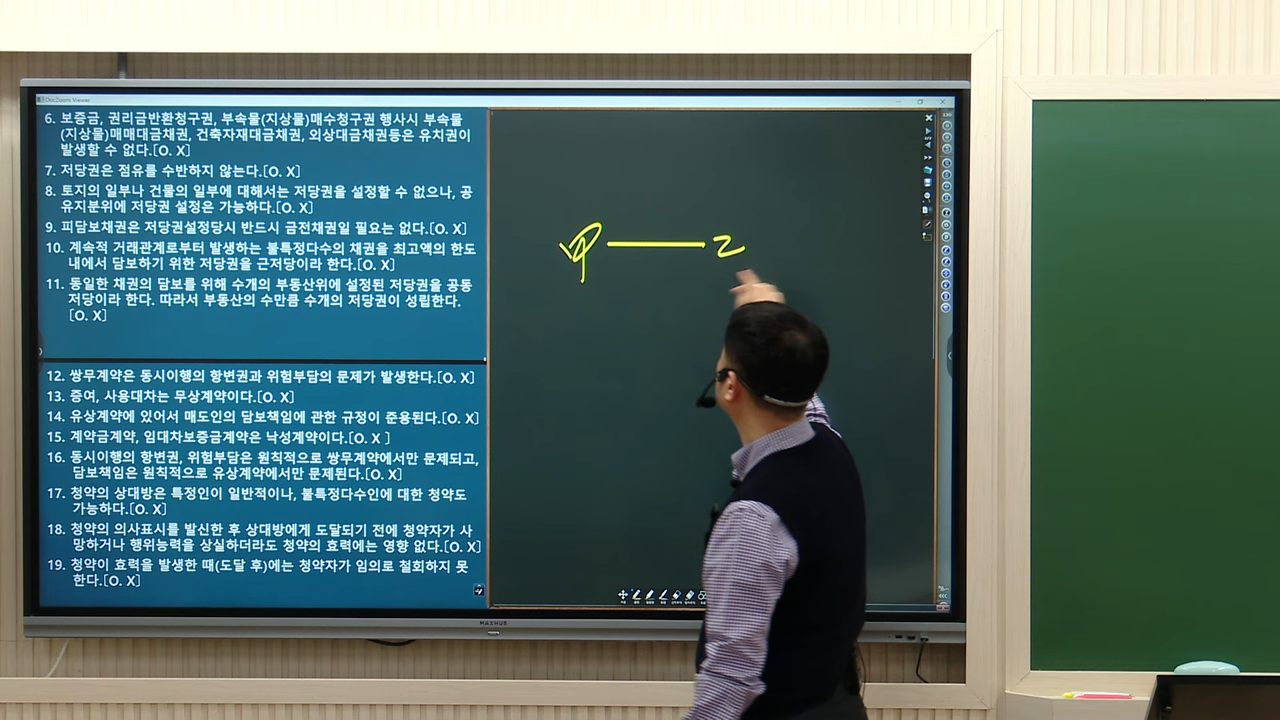 DocZoom Viewer
6. 보증금, 권리금반환청구권, 부속물(지상물)매수청구권 행사시 부속물
(지상물)매매대금채권, 건축자재대금채권, 외상대금채권등은 유치권이
발생할 수 없다.[O. X]
7. 저당권은 점유를 수반하지 않는다.[O. X]
8. 토지의 일부나 건물의 일부에 대해서는 저당권을 설정할 수 없으나, 공
유지분위에 저당권 설정은 가능하다.[O. X]
9. 피담보채권은 저당권설정당시 반드시 금전채권일 필요는 없다.[O. X]
10. 계속적 거래관계로부터 발생하는 불특정다수의 채권을 최고액의 한도
내에서 담보하기 위한 저당권을 근저당이라 한다.[O. X]
11. 동일한 채권의 담보를 위해 수개의 부동산위에 설정된 저당권을 공동
저당이라 한다. 따라서 부동산의 수만큼 수개의 저당권이 성립한다.
[O. X]
12. 쌍무계약은 동시이행의 항변권과 위험부담의 문제가 발생한다.[O. X]
13. 증여, 사용대차는 무상계약이다.[O. X]
14. 유상계약에 있어서 매도인의 담보책임에 관한 규정이 준용된다.[O. X]
15. 계약금계약, 임대차보증금계약은 낙성계약이다.[O. X ]
16. 동시이행의 항변권, 위험부담은 원칙적으로 쌍무계약에서만 문제되고,
담보책임은 원칙적으로 유상계약에서만 문제된다.[O. X]
17. 청약의 상대방은 특정인이 일반적이나, 불특정다수인에 대한 청약도
가능하다.[O. X]
18. 청약의 의사표시를 발신한 후 상대방에게 도달되기 전에 청약자가 사
망하거나 행위능력을 상실하더라도 청약의 효력에는 영향 없다.[O. X]
19. 청약이 효력을 발생한 때(도달 후)에는 청약자가 임의로 철회하지 못
한다.[O. X]
甲 乙
MAXHUB